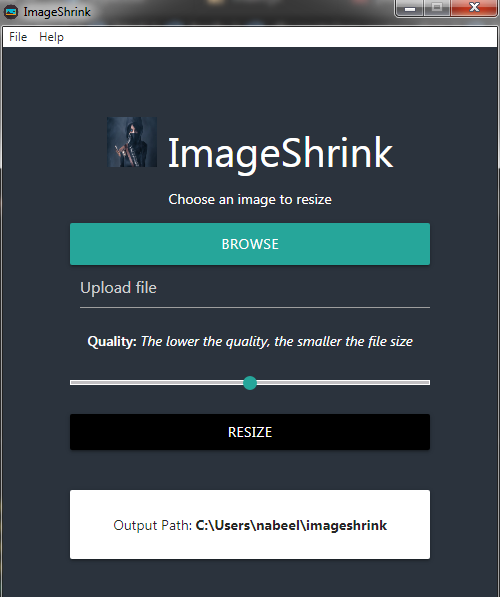 ImageShrink
File Help
ImageShrink
Choose an image to resize
BROWSE
Upload file
Quality: The lower the quality, the smaller the file size
RESIZE
Output Path: C:\Users\nabeel\imageshrink